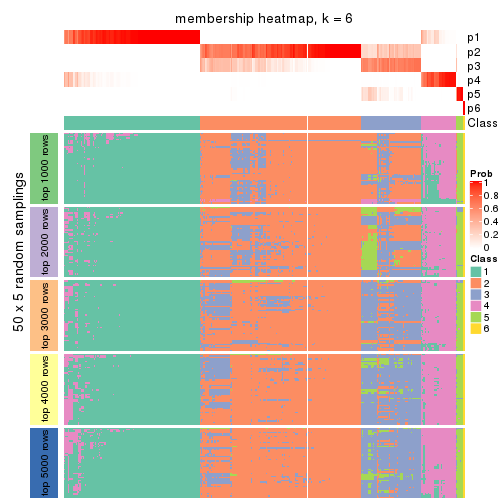 membership heatmap, k = 6
p1
p2
p3
p4
p5
p6
Class
50 x 5 random samplings
top 1000 rows
top 2000 rows
top 3000 rows
top 4000 rows
top 5000 rows
Prob
1
0.8
0.6
0.4
0.2
0
Class
1
2
3
4
5
6